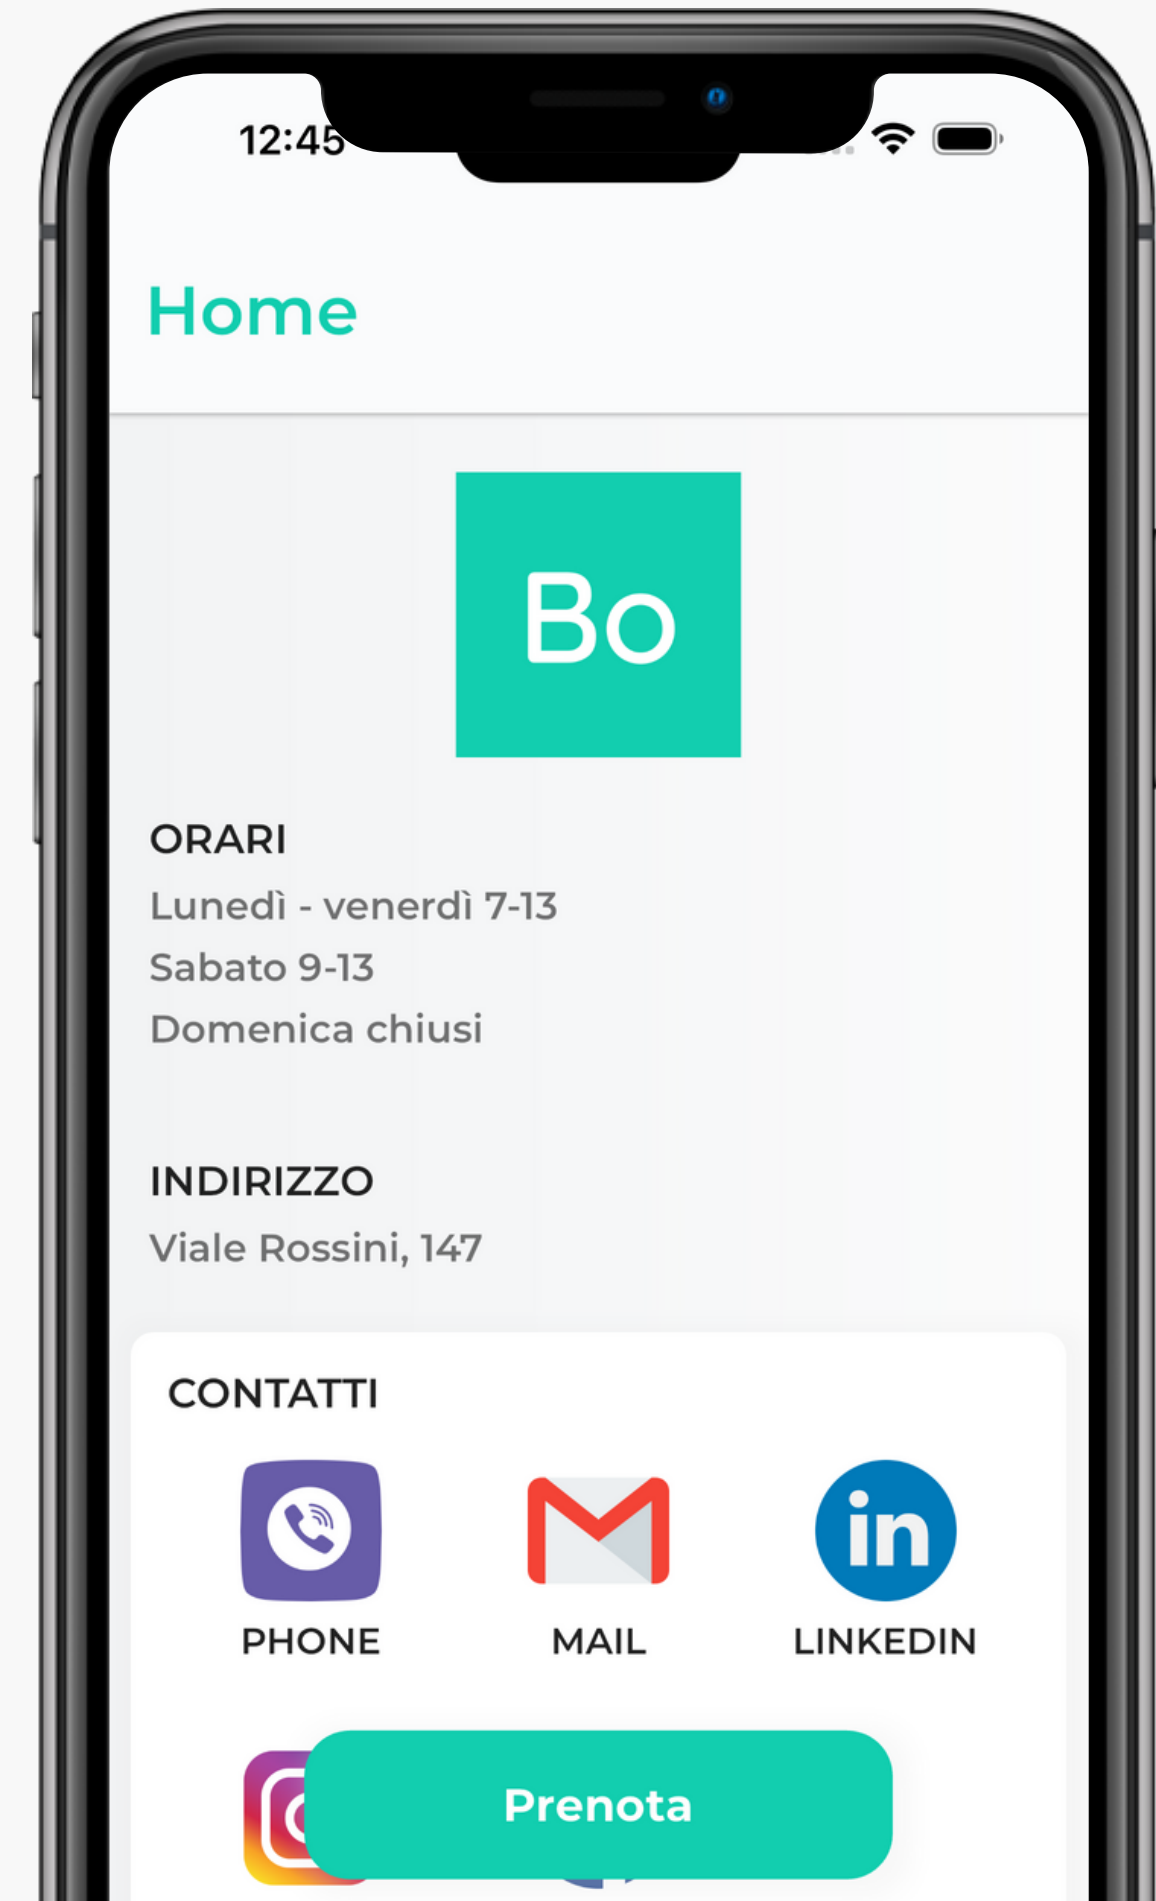 12:45
Home
Bo
ORARI
Lunedì - venerdì 7-13
Sabato 9-13
Domenica chiusi
INDIRIZZO
Viale Rossini, 147
CONTATTI
in
PHONE
MAIL
LINKEDIN
Prenota